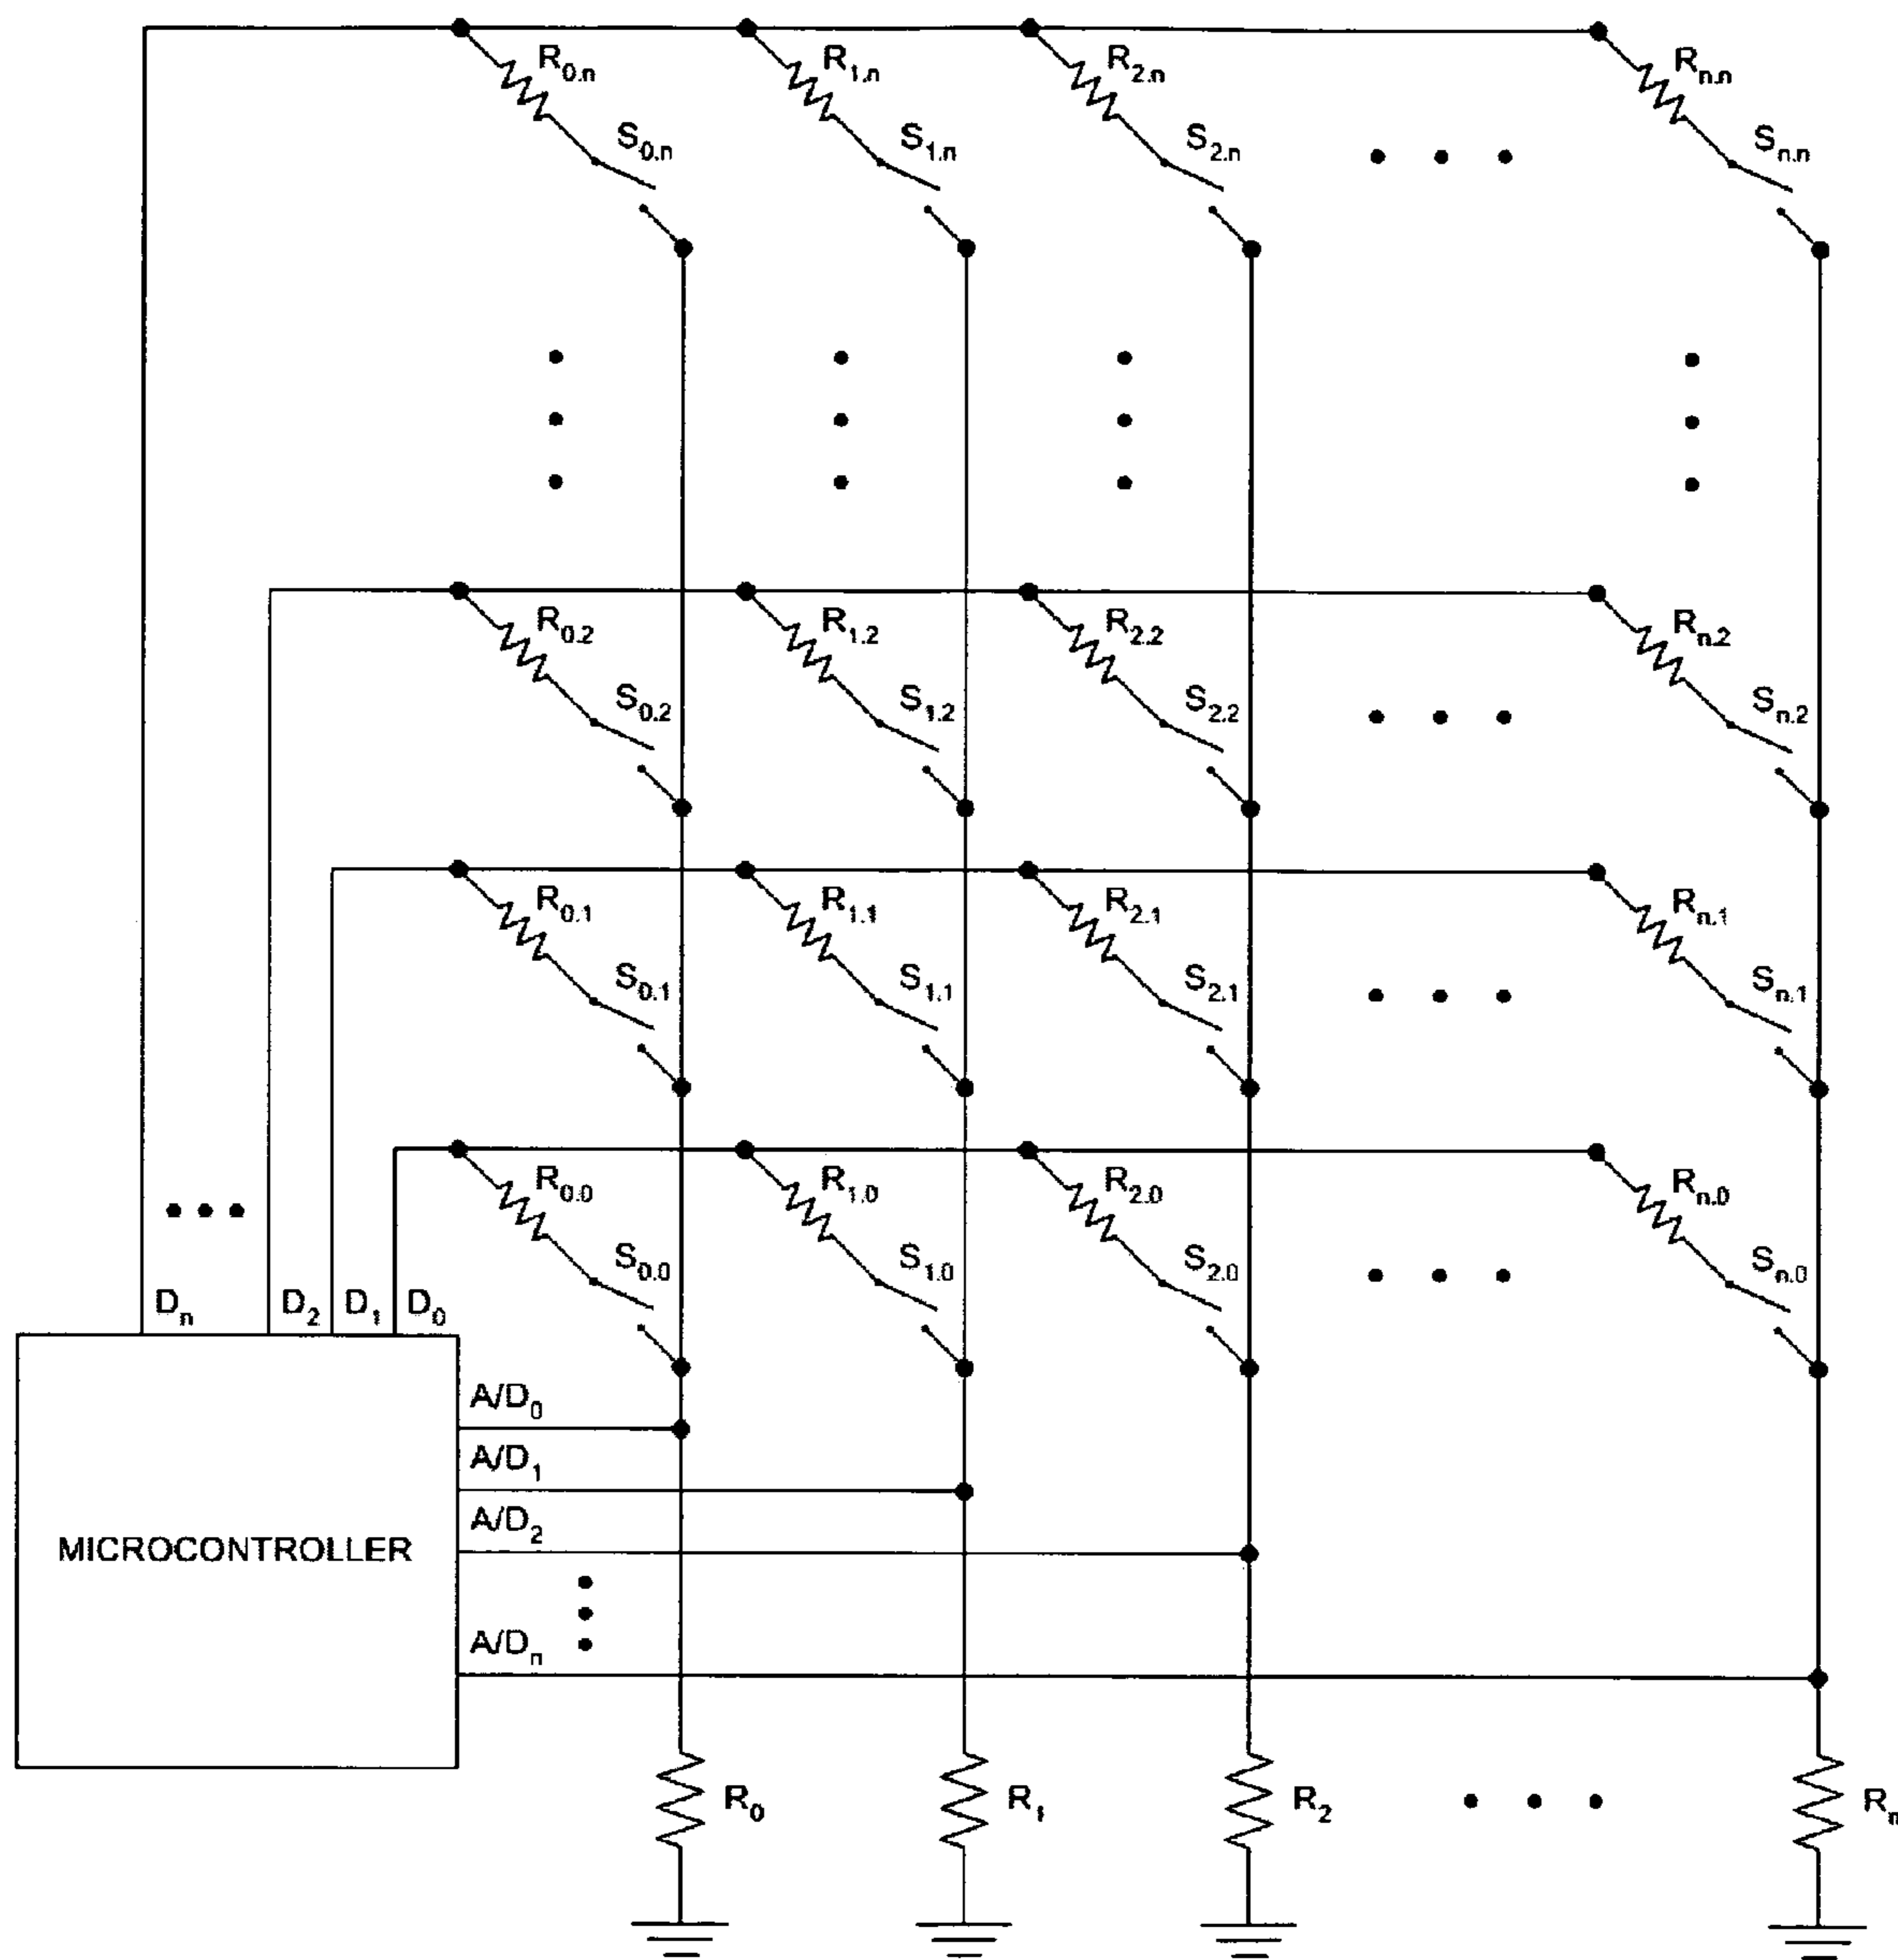 R0.n R1.n R2.n Rn.n
S0.n S1.n S2.n Sn.n
R0.2 R1.2 R2.2 Rn.2
S0.2 S1.2 S2.2 Sn.2
R0.1 R1.1 R2.1 Rn.1
S0.1 S1.1 S2.1 Sn.1
R0.0 R1.0 R2.0 Rn.0
S0.0 S1.0 S2.0 Sn.0
Dn D2 D1 D0
A/D0
A/D1
A/D2
MICROCONTROLLER
A/Dn
R0 R1 R2 Rn